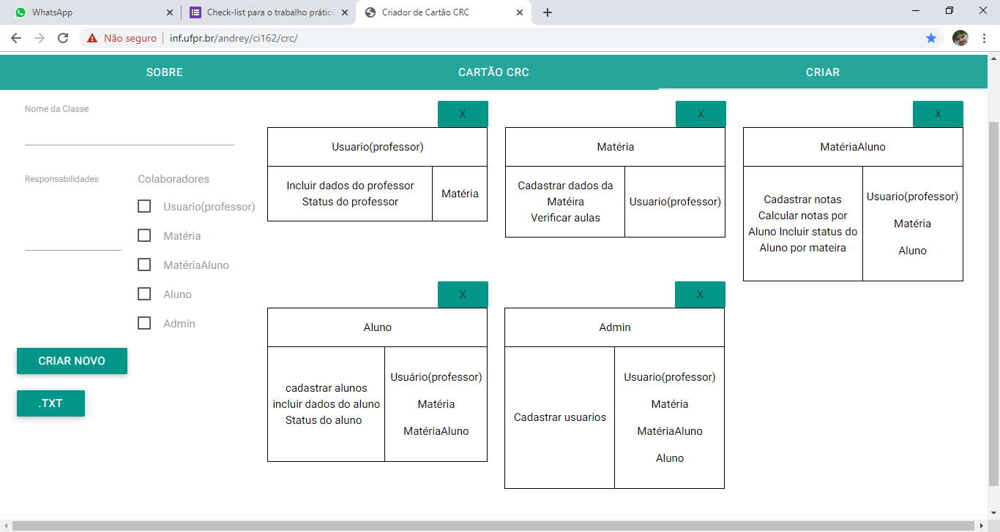 WhatsApp
Check-list para o trabalho prátic
Criador de Cartão CRC
Não seguro
inf.ufpr.br/andrey/ci162/crc/
SOBRE
CARTÃO CRC
CRIAR
Nome da Classe
Responsabilidades
Colaboradores
Usuario(professor)
Matéria
MatériaAluno
Aluno
Admin
CRIAR NOVO
.TXT
X
Usuario(professor)
Incluir dados do professor
Status do professor
Matéria
X
Matéria
Cadastrar dados da
Matéira
Verificar aulas
Usuario(professor)
X
MatériaAluno
Cadastrar notas
Calcular notas por
Aluno Incluir status do
Aluno por mateira
Usuario(professor)
Matéria
Aluno
X
Aluno
cadastrar alunos
incluir dados do aluno
Status do aluno
Usuário(professor)
Matéria
MatériaAluno
X
Admin
Cadastrar usuarios
Usuario(professor)
Matéria
MatériaAluno
Aluno